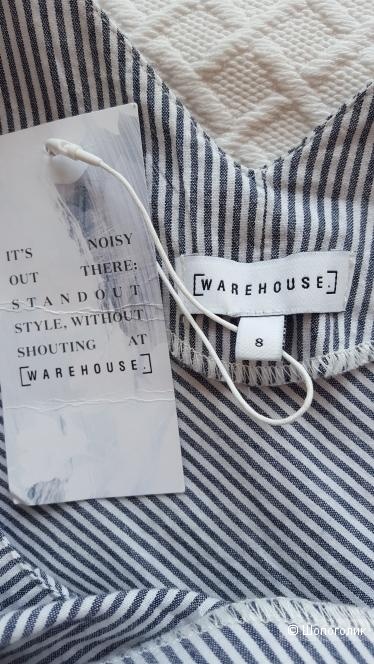 IT'S NOISY
OUT THERE:
STANDOUT
STYLE, WITHOUT
SHOUTING AT
[WAREHOUSE.]
[WAREHOUSE.]
8
© Шопоголик